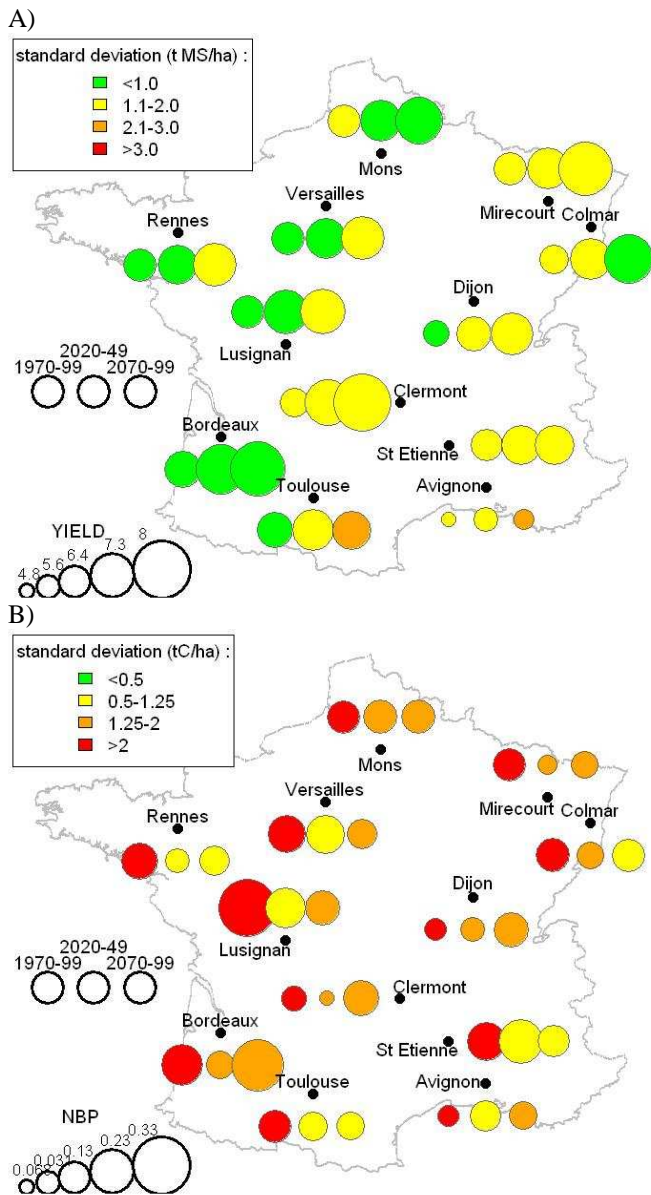 A)
standard deviation (t MS/ha) :
<1.0
1.1-2.0
2.1-3.0
>3.0
Mons
Versailles
Mirecourt
Colmar
Rennes
Dijon
Lusignan
2020-49
1970-99
2070-99
Clermont
Bordeaux
St Etienne
Toulouse
Avignon
YIELD
4.8
5.6
6.4
7.3
8
B)
standard deviation (tC/ha) :
<0.5
0.5-1.25
1.25-2
>2
Mons
Versailles
Mirecourt
Colmar
Rennes
Dijon
Lusignan
2020-49
1970-99
2070-99
Clermont
Bordeaux
St Etienne
Toulouse
Avignon
NBP
0.031
0.13
0.23
0.33